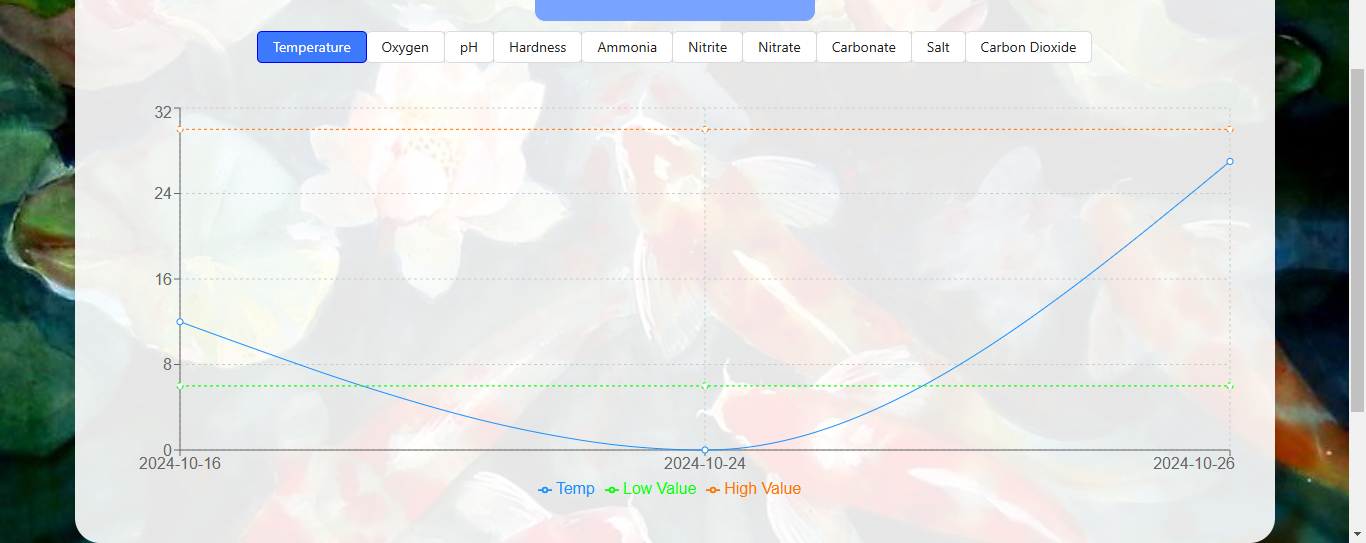 Temperature Oxygen pH Hardness Ammonia Nitrite Nitrate Carbonate Salt Carbon Dioxide
32
24
16
8
0
2024-10-16 2024-10-24 2024-10-26
Temp Low Value High Value